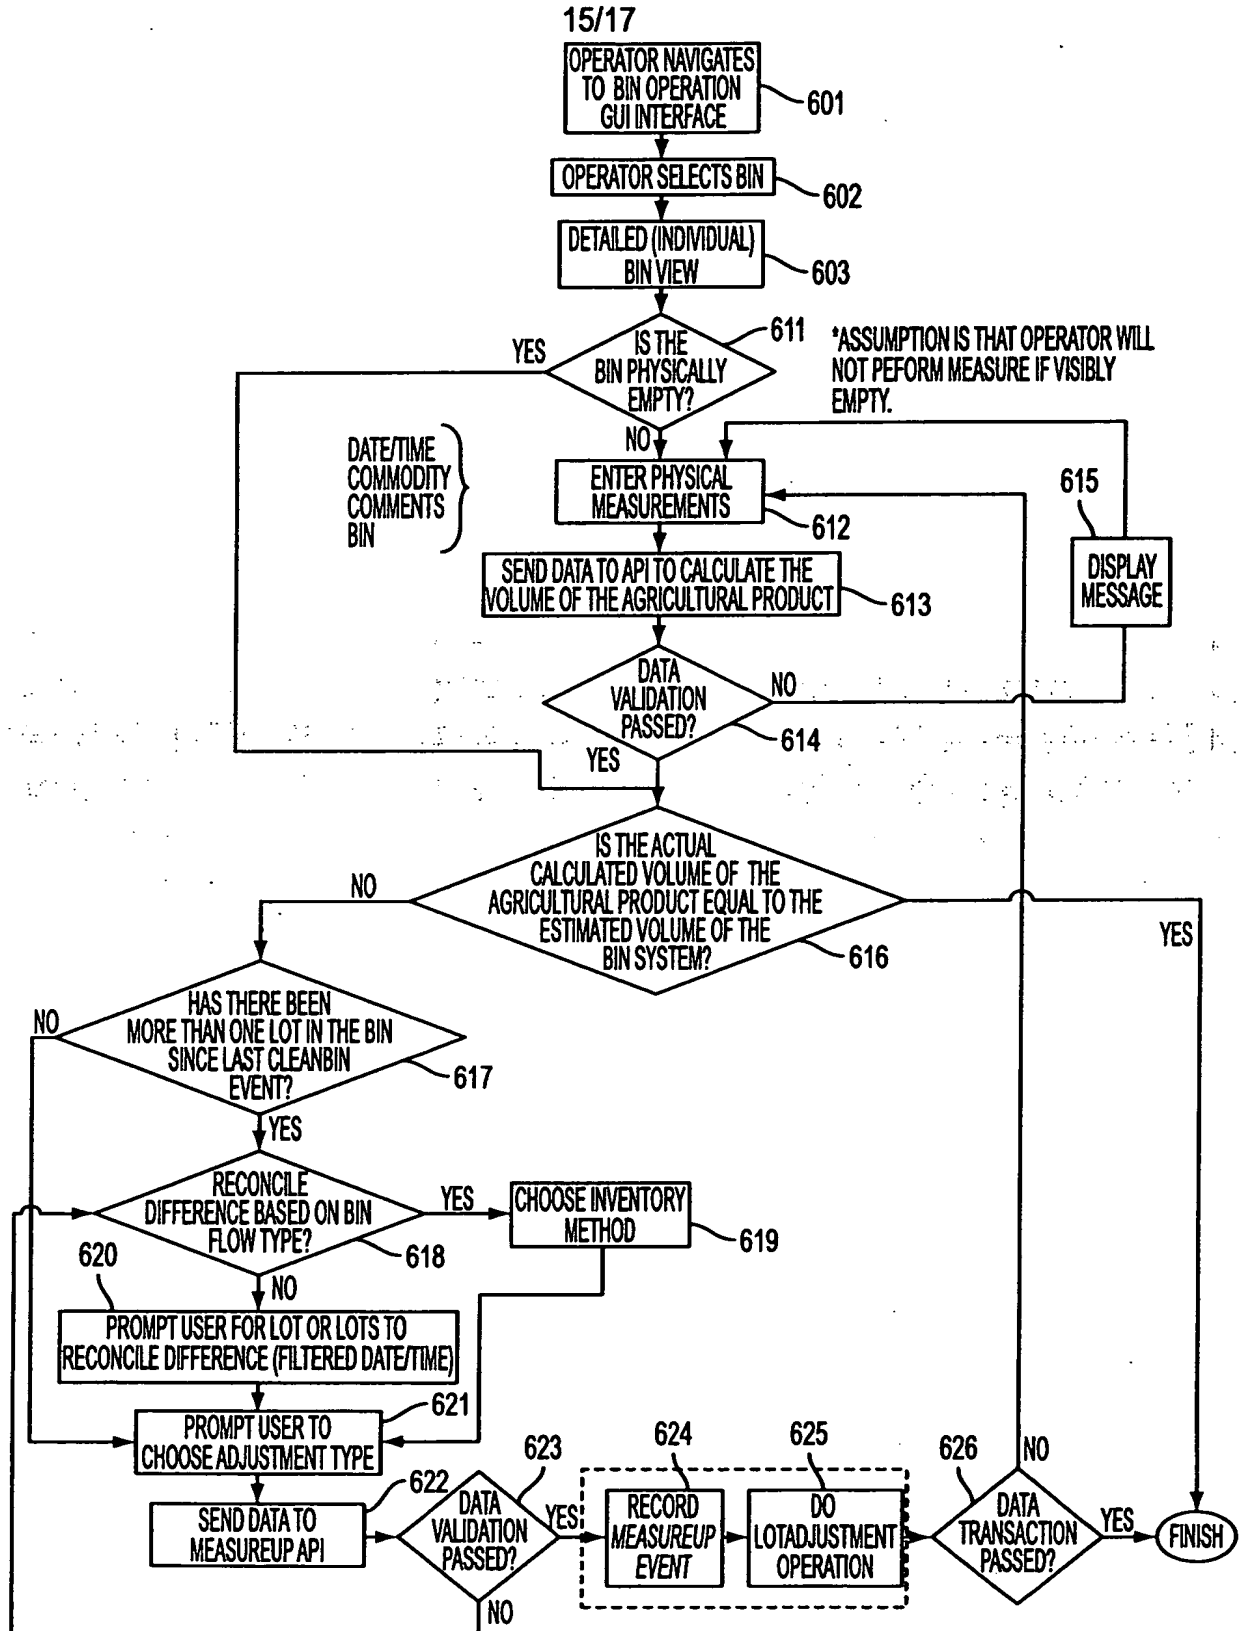 15/17
OPERATOR NAVIGATES
TO BIN OPERATION
GUI INTERFACE
601
OPERATOR SELECTS BIN
602
DETAILED (INDIVIDUAL)
BIN VIEW
603
611
IS THE
BIN PHYSICALLY
EMPTY?
YES
NO
*ASSUMPTION IS THAT OPERATOR WILL
NOT PEFORM MEASURE IF VISIBLY
EMPTY.
DATE/TIME
COMMODITY
COMMENTS
BIN
ENTER PHYSICAL
MEASUREMENTS
612
615
DISPLAY
MESSAGE
SEND DATA TO API TO CALCULATE THE
VOLUME OF THE AGRICULTURAL PRODUCT
613
DATA
VALIDATION
PASSED?
NO
614
YES
IS THE ACTUAL
CALCULATED VOLUME OF THE
AGRICULTURAL PRODUCT EQUAL TO THE
ESTIMATED VOLUME OF THE
BIN SYSTEM?
NO
616
YES
HAS THERE BEEN
MORE THAN ONE LOT IN THE BIN
SINCE LAST CLEANBIN
EVENT?
NO
617
YES
RECONCILE
DIFFERENCE BASED ON BIN
FLOW TYPE?
YES
618
CHOOSE INVENTORY
METHOD
619
620
NO
PROMPT USER FOR LOT OR LOTS TO
RECONCILE DIFFERENCE (FILTERED DATE/TIME)
621
PROMPT USER TO
CHOOSE ADJUSTMENT TYPE
622
SEND DATA TO
MEASUREUP API
623
DATA
VALIDATION
PASSED?
YES
NO
624
RECORD
MEASUREUP
EVENT
625
DO
LOTADJUSTMENT
OPERATION
626
NO
DATA
TRANSACTION
PASSED?
YES
FINISH